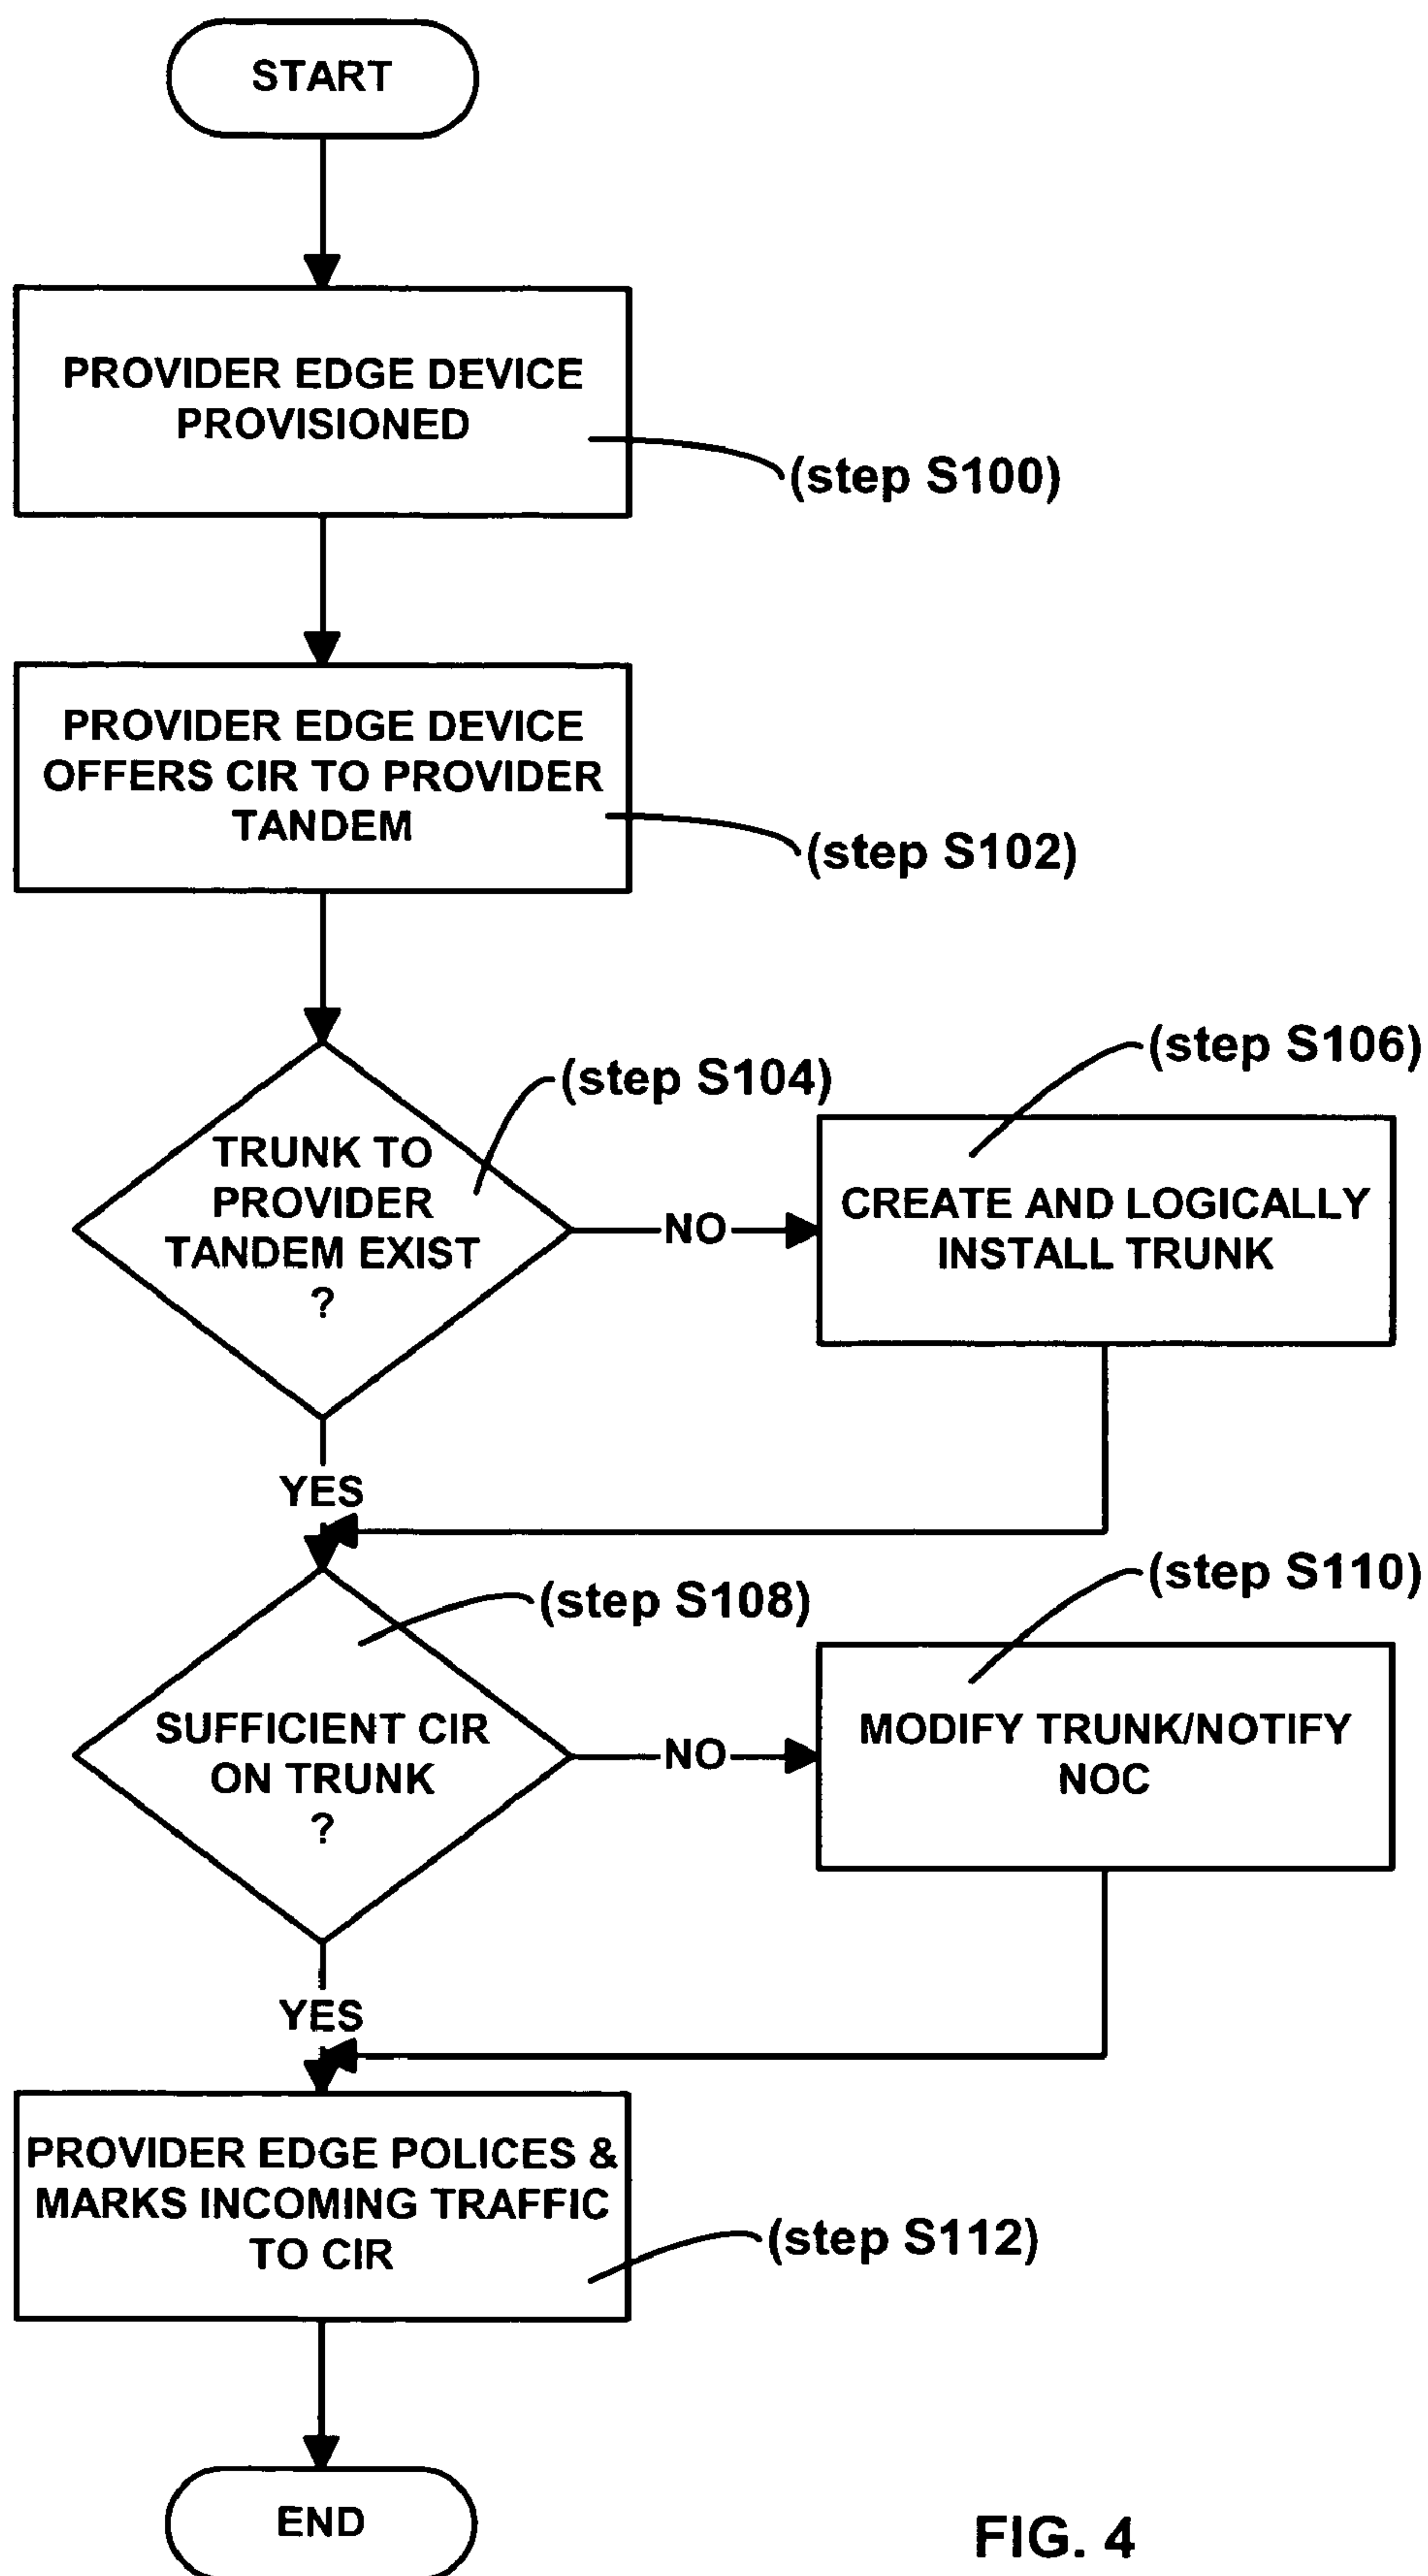 START
PROVIDER EDGE DEVICE
PROVISIONED
(step S100)
PROVIDER EDGE DEVICE
OFFERS CIR TO PROVIDER
TANDEM
(step S102)
(step S104)
TRUNK TO
PROVIDER
TANDEM EXIST
?
NO
(step S106)
CREATE AND LOGICALLY
INSTALL TRUNK
YES
(step S108)
SUFFICIENT CIR
ON TRUNK
?
NO
(step S110)
MODIFY TRUNK/NOTIFY
NOC
YES
PROVIDER EDGE POLICES &
MARKS INCOMING TRAFFIC
TO CIR
(step S112)
END
FIG. 4